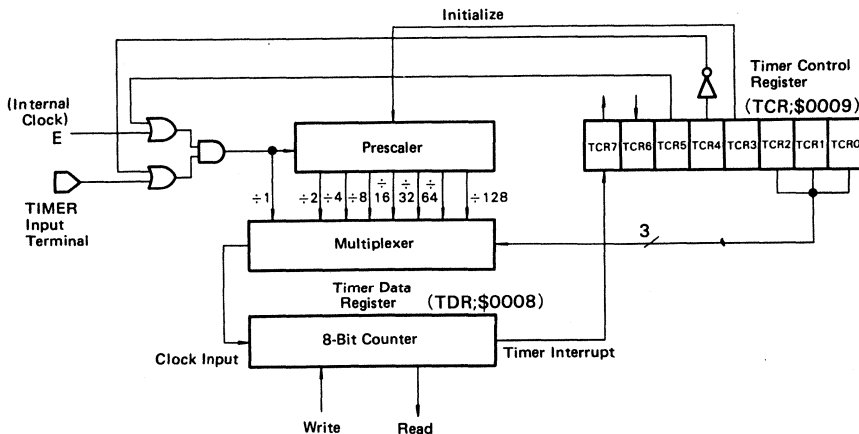 Initialize
Timer Control
Register
(TCR;$0009)
(Internal
Clock)
E
TIMER
Input
Terminal
Prescaler
TCR7 TCR6 TCR5 TCR4 TCR3 TCR2 TCR1 TCR0
÷1 ÷2 ÷4 ÷8 ÷16 ÷32 ÷64 ÷128
Multiplexer
3
Timer Data
Register
(TDR;$0008)
8-Bit Counter
Clock Input
Timer Interrupt
Write
Read